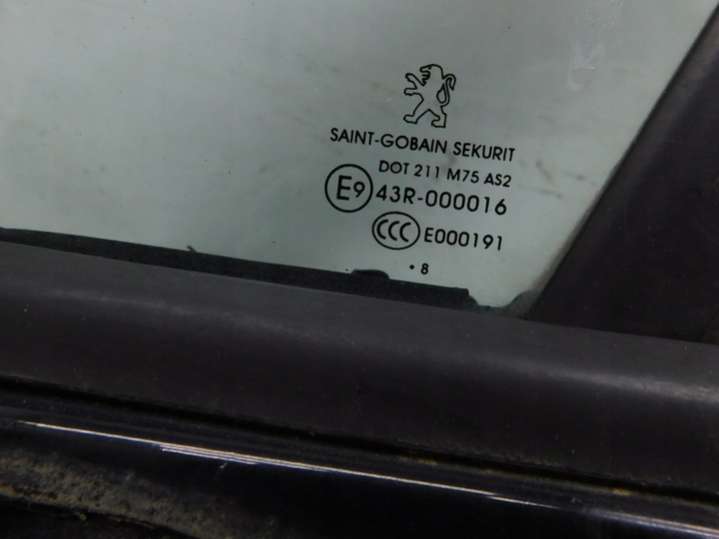 SAINT-GOBAIN SEKURIT
DOT 211 M75 AS2
E9 43R-000016
CCC E000191
• 8